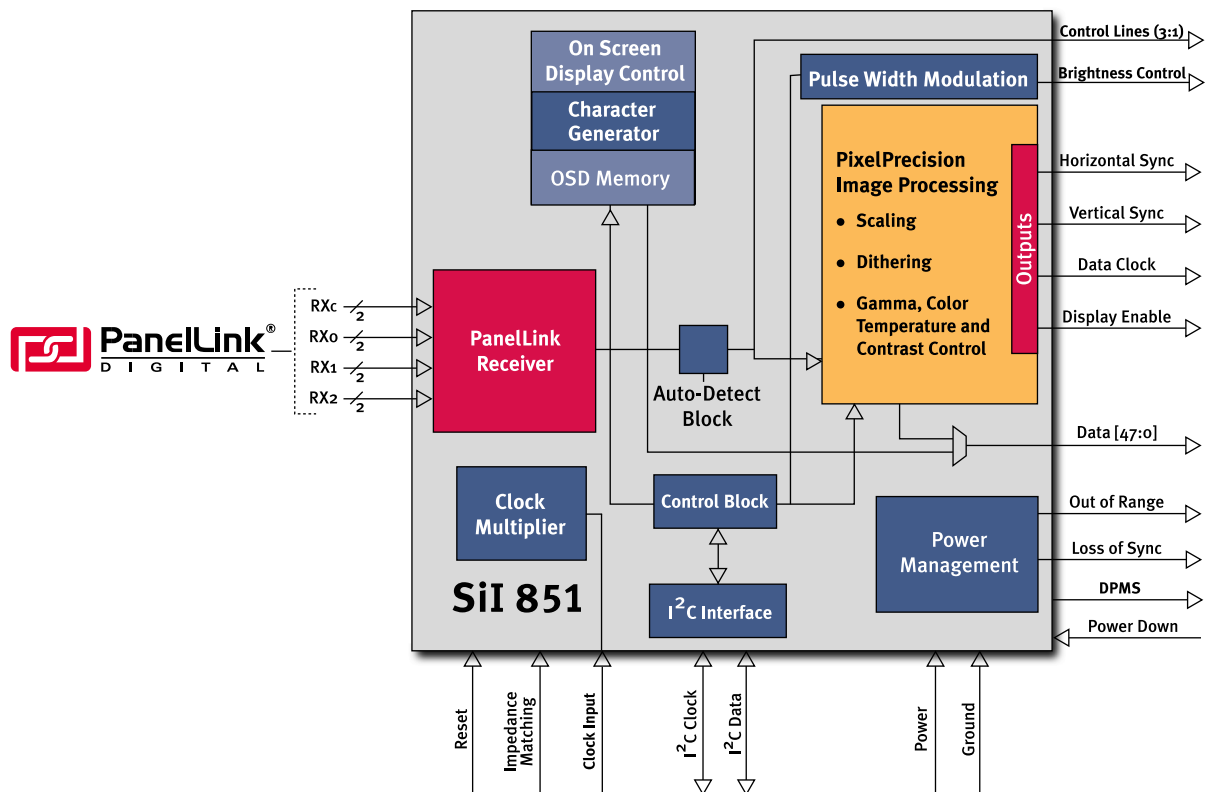 On Screen
Display Control
Character
Generator
OSD Memory
Control Lines (3:1)
Pulse Width Modulation
Brightness Control
PixelPrecision
Image Processing
• Scaling
• Dithering
• Gamma, Color
Temperature and
Contrast Control
Outputs
Horizontal Sync
Vertical Sync
Data Clock
Display Enable
PanelLink®
DIGITAL
RXC
2
RX0
2
RX1
2
RX2
2
PanelLink
Receiver
Auto-Detect
Block
Data [47:0]
Clock
Multiplier
Control Block
Power
Management
Out of Range
Loss of Sync
DPMS
Power Down
SiI 851
I²C Interface
Reset
Impedance
Matching
Clock Input
I²C Clock
I²C Data
Power
Ground